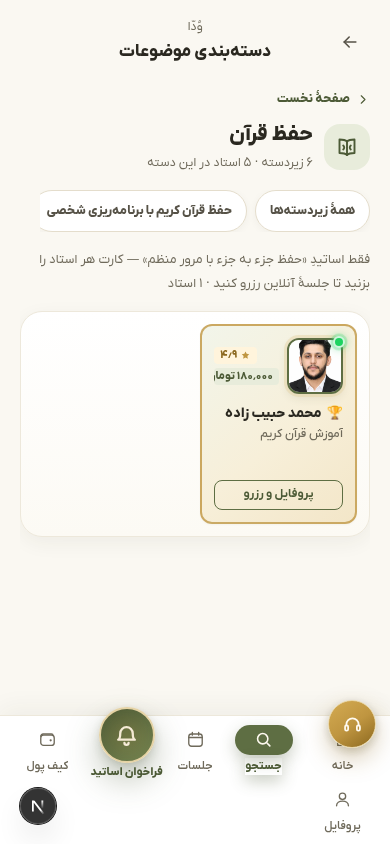 وُدّا
دسته‌بندی موضوعات
صفحهٔ نخست
حفظ قرآن
۶ زیردسته · ۵ استاد در این دسته
همهٔ زیردسته‌ها
حفظ قرآن کریم با برنامه‌ریزی شخصی
فقط اساتیدِ «حفظ جزء به جزء با مرور منظم» — کارت هر استاد را
بزنید تا جلسهٔ آنلاین رزرو کنید · ۱ استاد
۴٫۹
۱۸۰٬۰۰۰ تومان
محمد حبیب زاده
آموزش قرآن کریم
پروفایل و رزرو
خانه
جستجو
جلسات
فراخوان اساتید
کیف پول
پروفایل
N